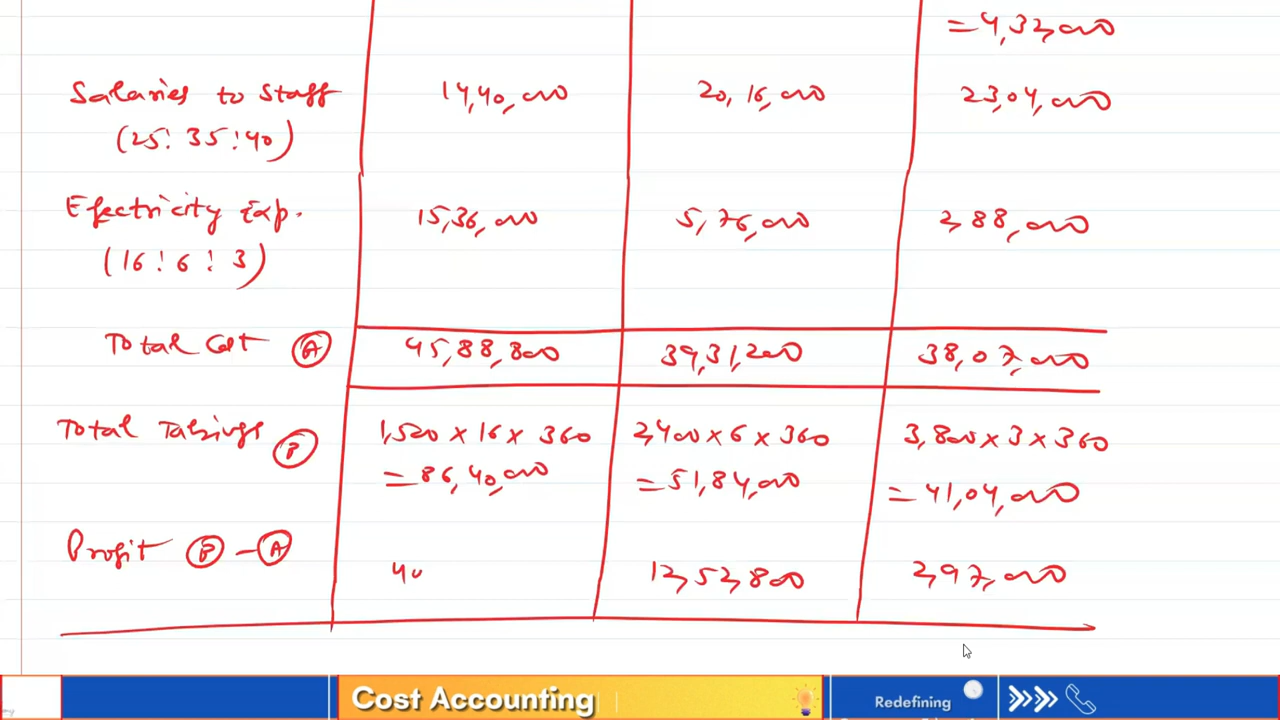 =4,32,000
Salaries to Staff 14,40,000 20,16,000 23,04,000
(25:35:40)
Electricity Exp. 15,36,000 5,76,000 2,88,000
(16:6:3)
Total Cost (A) 45,88,800 39,31,200 38,07,000
Total Takings (B) 1,500 x 16 x 360 2,400 x 6 x 360 3,800 x 3 x 360
=86,40,000 =51,84,000 =41,04,000
Profit (B) - (A) 40 12,52,800 2,97,000
Cost Accounting
Redefining